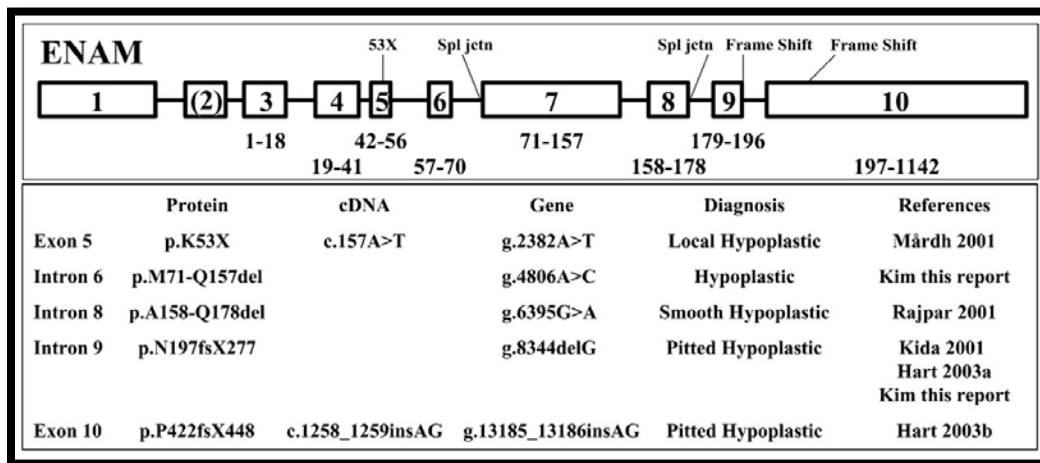 53X Spl jctn Spl jctn Frame Shift Frame Shift
ENAM
1 (2) 3 4 5 6 7 8 9 10
1-18 42-56 71-157 179-196
19-41 57-70 158-178 197-1142
Protein cDNA Gene Diagnosis References
Exon 5 p.K53X c.157A>T g.2382A>T Local Hypoplastic Mårdh 2001
Intron 6 p.M71-Q157del g.4806A>C Hypoplastic Kim this report
Intron 8 p.A158-Q178del g.6395G>A Smooth Hypoplastic Rajpar 2001
Intron 9 p.N197fsX277 g.8344delG Pitted Hypoplastic Kida 2001
Hart 2003a
Kim this report
Exon 10 p.P422fsX448 c.1258_1259insAG g.13185_13186insAG Pitted Hypoplastic Hart 2003b